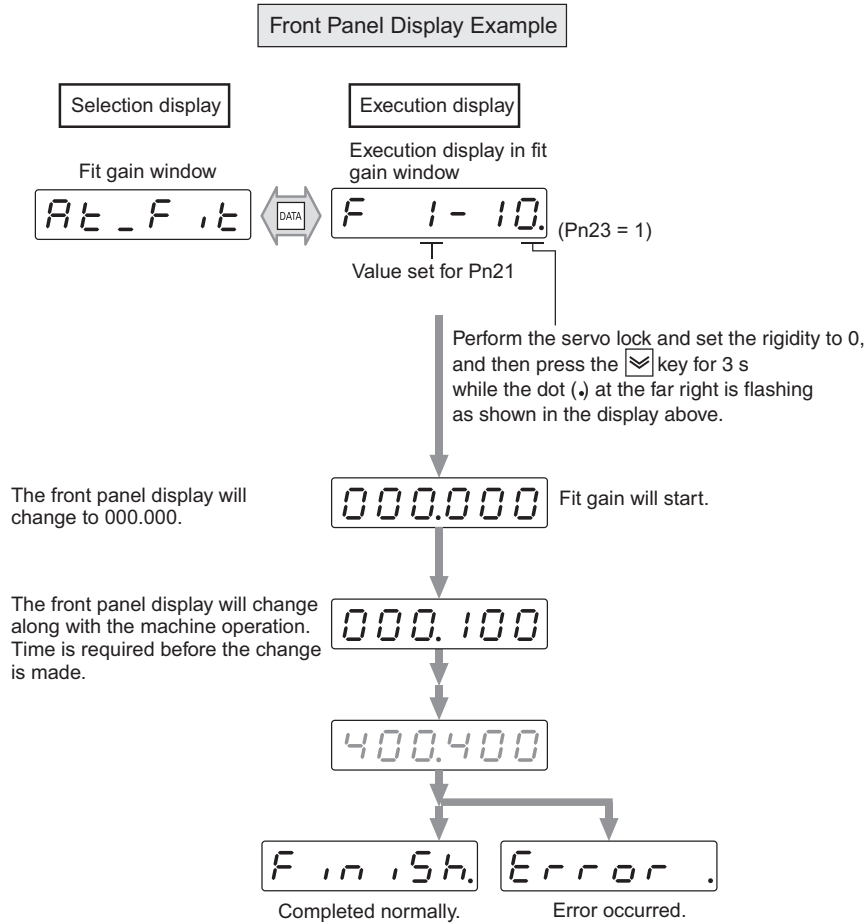 Front Panel Display Example
Selection display
Execution display
Fit gain window
Execution display in fit
gain window
At_Fit
DATA
F 1- 10.
(Pn23 = 1)
Value set for Pn21
Perform the servo lock and set the rigidity to 0,
and then press the key for 3 s
while the dot (.) at the far right is flashing
as shown in the display above.
The front panel display will
change to 000.000.
000.000
Fit gain will start.
The front panel display will change
along with the machine operation.
Time is required before the change
is made.
000.100
400.400
FiniSh.
Error .
Completed normally.
Error occurred.